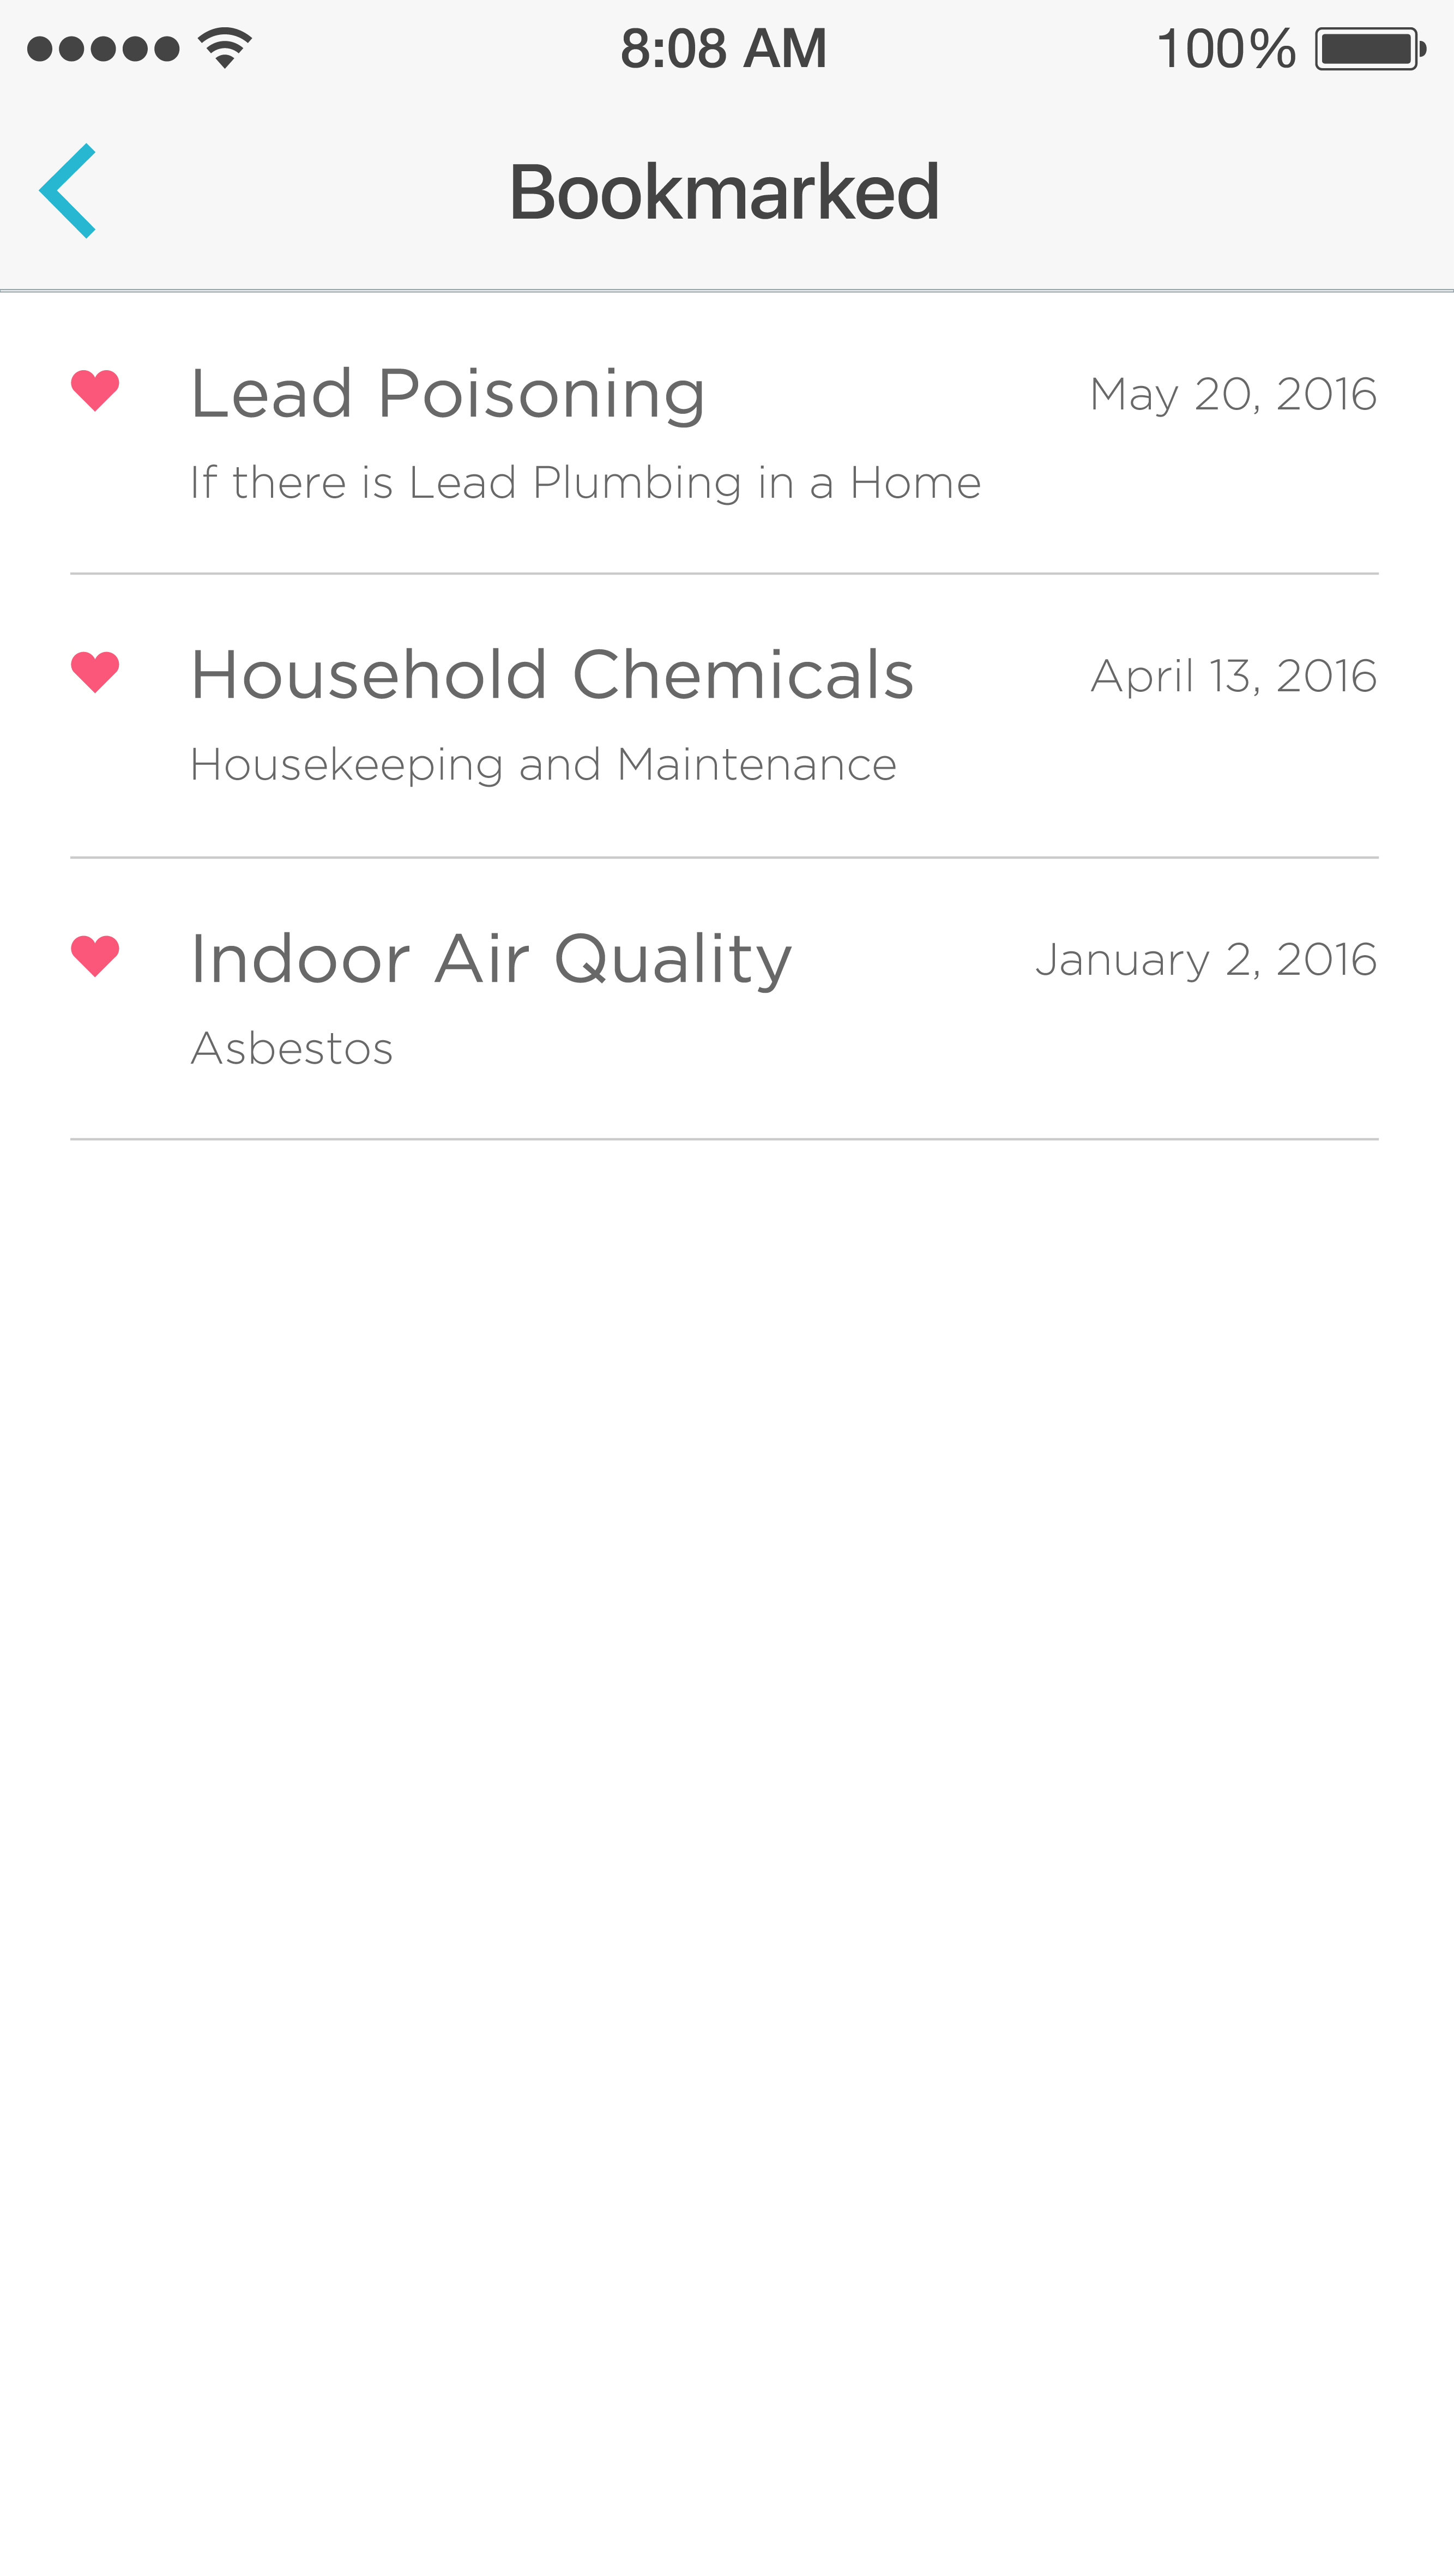 8:08 AM 100%
Bookmarked
Lead Poisoning May 20, 2016
If there is Lead Plumbing in a Home
Household Chemicals April 13, 2016
Housekeeping and Maintenance
Indoor Air Quality January 2, 2016
Asbestos